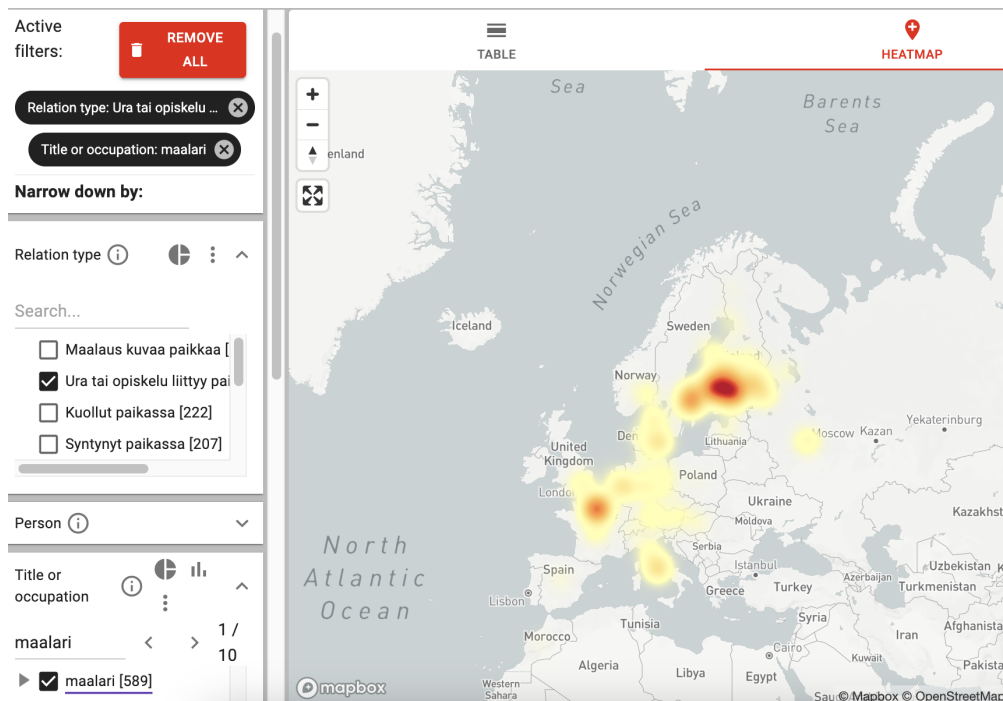 Active
filters:
REMOVE
ALL
Relation type: Ura tai opiskelu ...
Title or occupation: maalari
Narrow down by:
Relation type
Search...
Maalaus kuvaa paikkaa [
Ura tai opiskelu liittyy pai
Kuollut paikassa [222]
Syntynyt paikassa [207]
Person
Title or
occupation
maalari
1 /
10
maalari [589]
TABLE
HEATMAP
Sea
Barents
Sea
enland
Norwegian Sea
Iceland
Sweden
Norway
Den
Lithuania
Moscow
Kazan
Yekaterinburg
United
Kingdom
Londo
Poland
Ukraine
Kazakhst
Moldova
North
Atlantic
Ocean
Serbia
Spain
Istanbul
Lisbon
Greece
Turkey
Azerbaijan
Uzbekistan
Turkmenistan
Tunisia
Syria
Afghanista
Morocco
Iran
Cairo
Kuwait
Algeria
Libya
Egypt
Pakista
Western
Sahara
mapbox
© Mapbox © OpenStreetMap